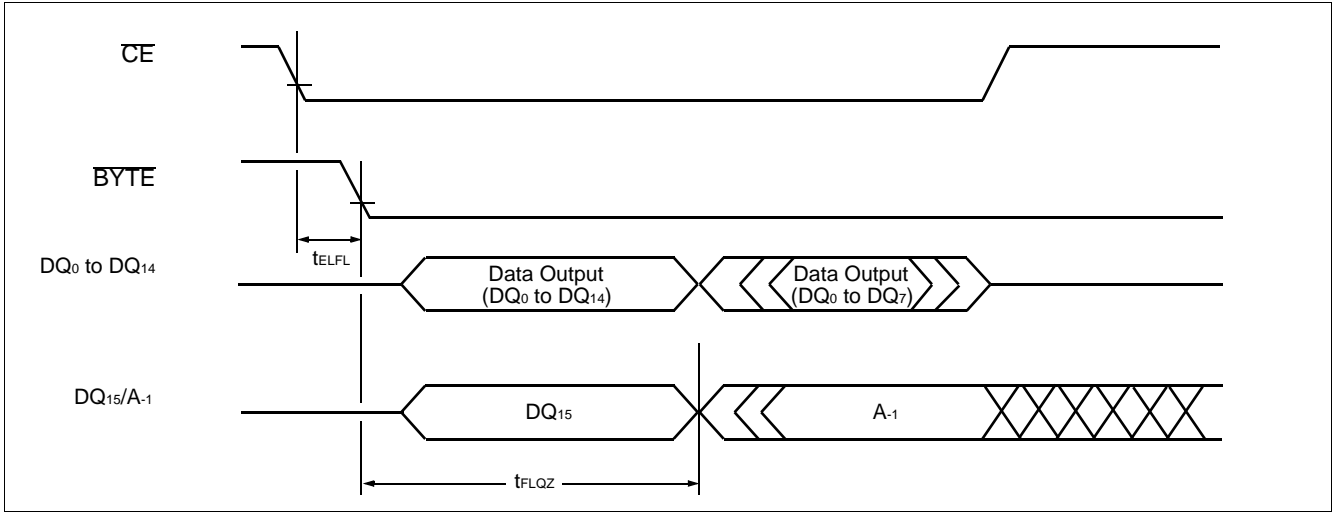 CE
BYTE
tELFL
DQ0 to DQ14
Data Output
(DQ0 to DQ14)
Data Output
(DQ0 to DQ7)
DQ15/A-1
DQ15
A-1
tFLQZ